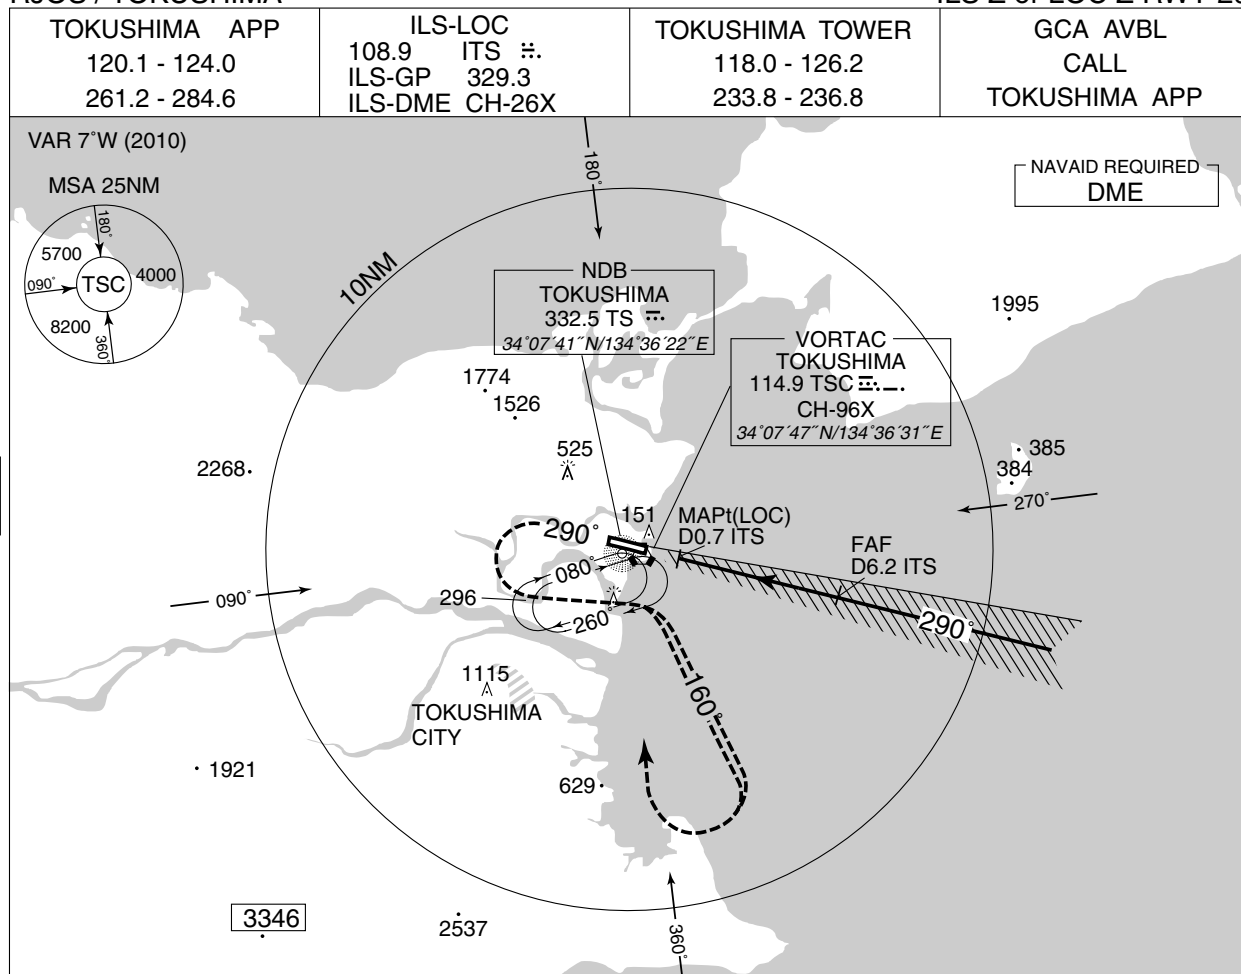 TOKUSHIMA APP
120.1 - 124.0
261.2 - 284.6
ILS-LOC
108.9 ITS
ILS-GP 329.3
ILS-DME CH-26X
TOKUSHIMA TOWER
118.0 - 126.2
233.8 - 236.8
GCA AVBL
CALL
TOKUSHIMA APP
VAR 7°W (2010)
MSA 25NM
180°
5700
4000
090°
TSC
8200
360°
NAVAID REQUIRED
DME
180°
10NM
NDB
TOKUSHIMA
332.5 TS
34°07′41″N/134°36′22″E
VORTAC
TOKUSHIMA
114.9 TSC
CH-96X
34°07′47″N/134°36′31″E
1995
1774
1526
525
2268
385
384
270°
151
MAPt(LOC)
D0.7 ITS
FAF
D6.2 ITS
290°
080°
090°
296
260°
290°
1115
TOKUSHIMA
CITY
160°
1921
629
3346
2537
360°